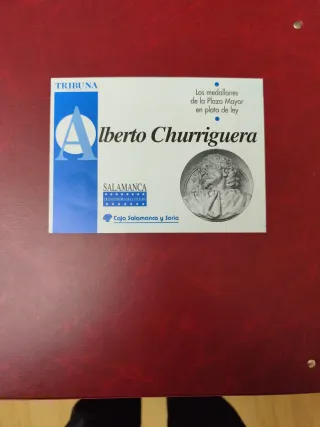 TRIBUNA
Los medallones
de la Plaza Mayor
en plata de ley
Alberto Churriguera
SALAMANCA
Caja Salamanca y Soria